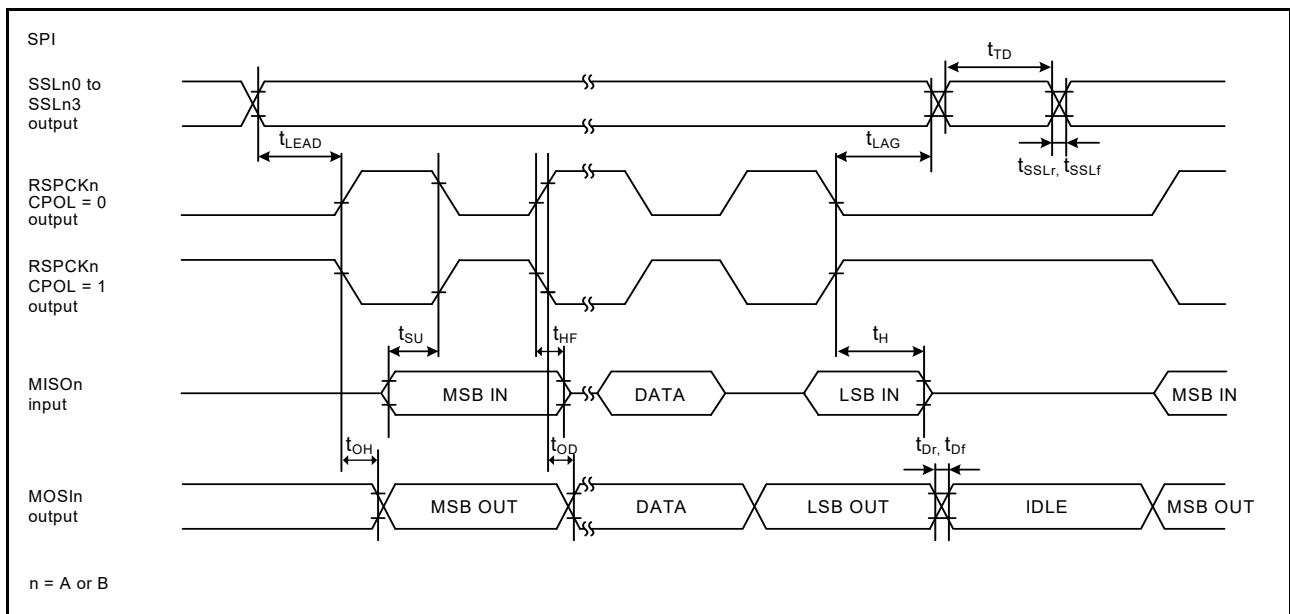 SPI
SSLn0 to
SSLn3
output
tTD
tLEAD
tLAG
tSSLr, tSSLf
RSPCKn
CPOL = 0
output
RSPCKn
CPOL = 1
output
tSU
tHF
tH
MISOn
input
MSB IN
DATA
LSB IN
MSB IN
tOH
tOD
tDr, tDf
MOSIn
output
MSB OUT
DATA
LSB OUT
IDLE
MSB OUT
n = A or B